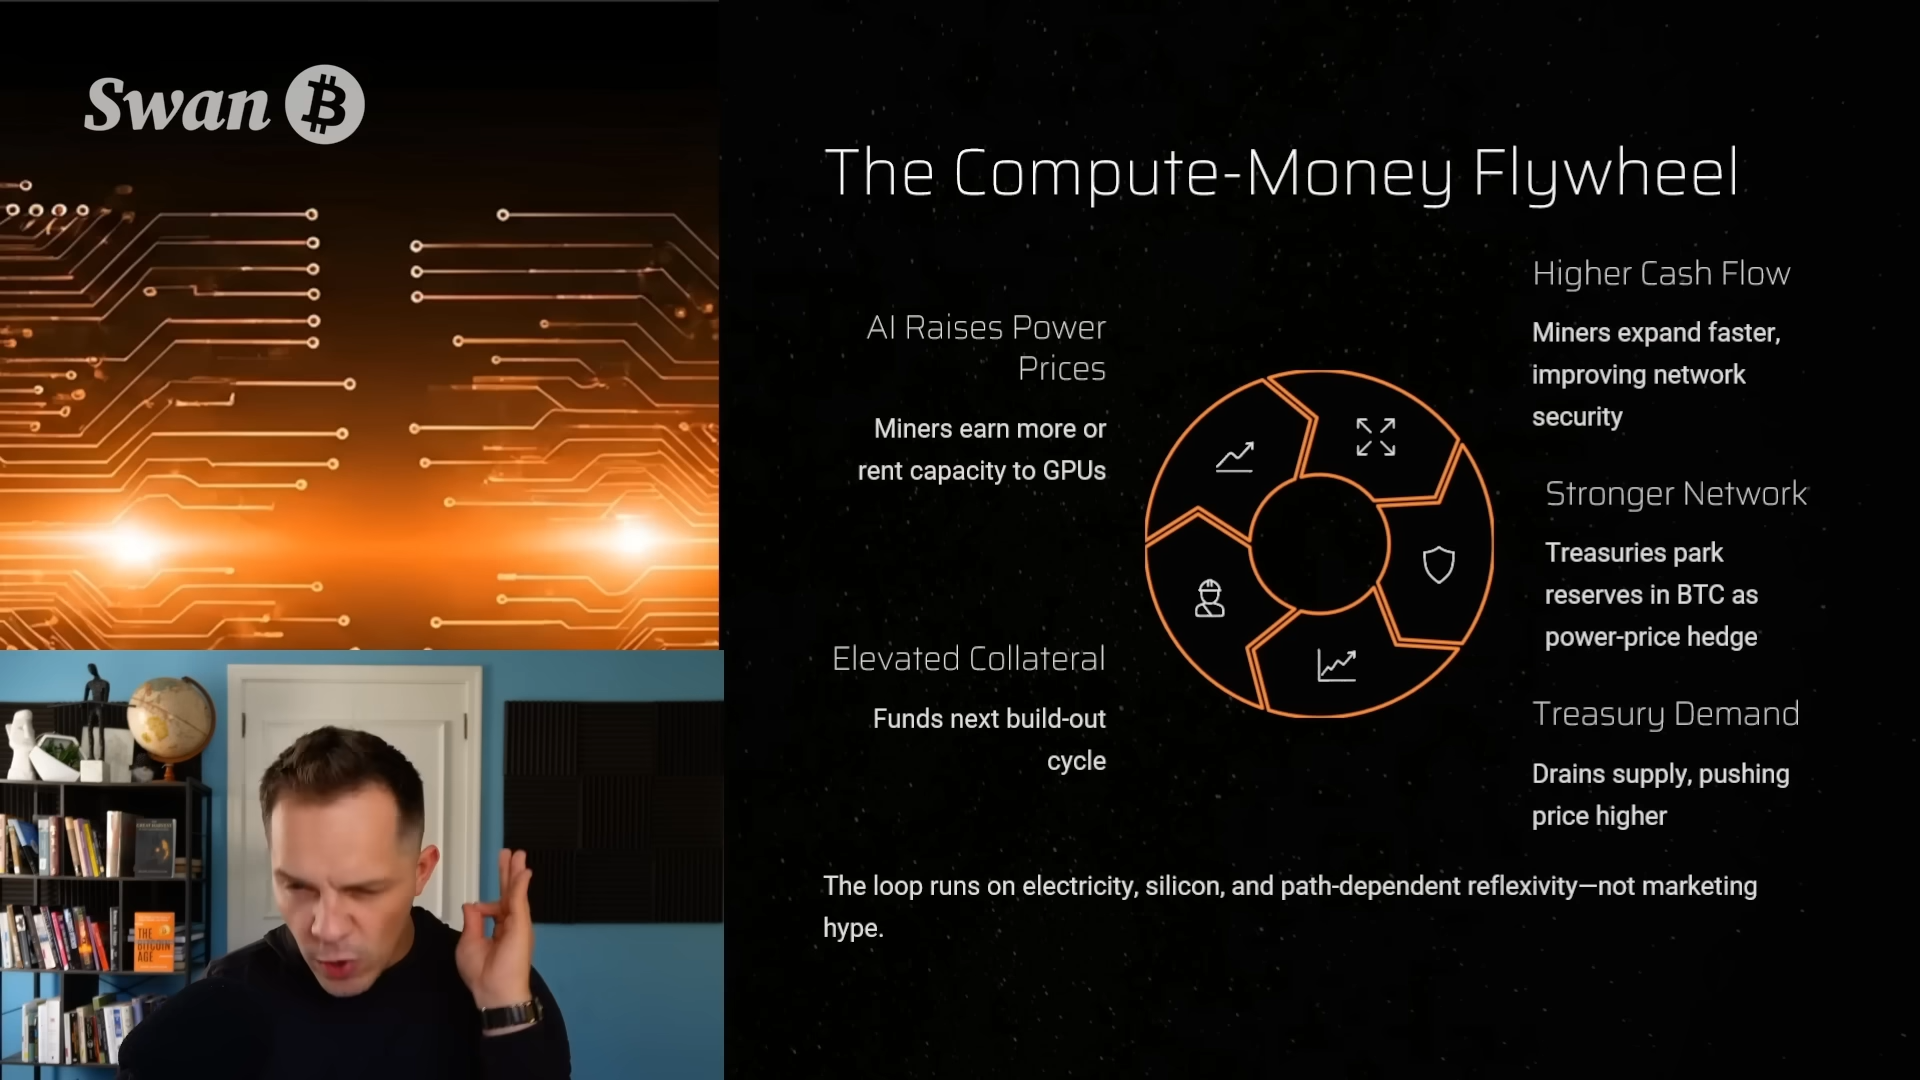 Swan
The Compute-Money Flywheel
AI Raises Power
Prices
Miners earn more or
rent capacity to GPUs
Elevated Collateral
Funds next build-out
cycle
Higher Cash Flow
Miners expand faster,
improving network
security
Stronger Network
Treasuries park
reserves in BTC as
power-price hedge
Treasury Demand
Drains supply, pushing
price higher
The loop runs on electricity, silicon, and path-dependent reflexivity—not marketing
hype.
THE
BITCOIN
AGE